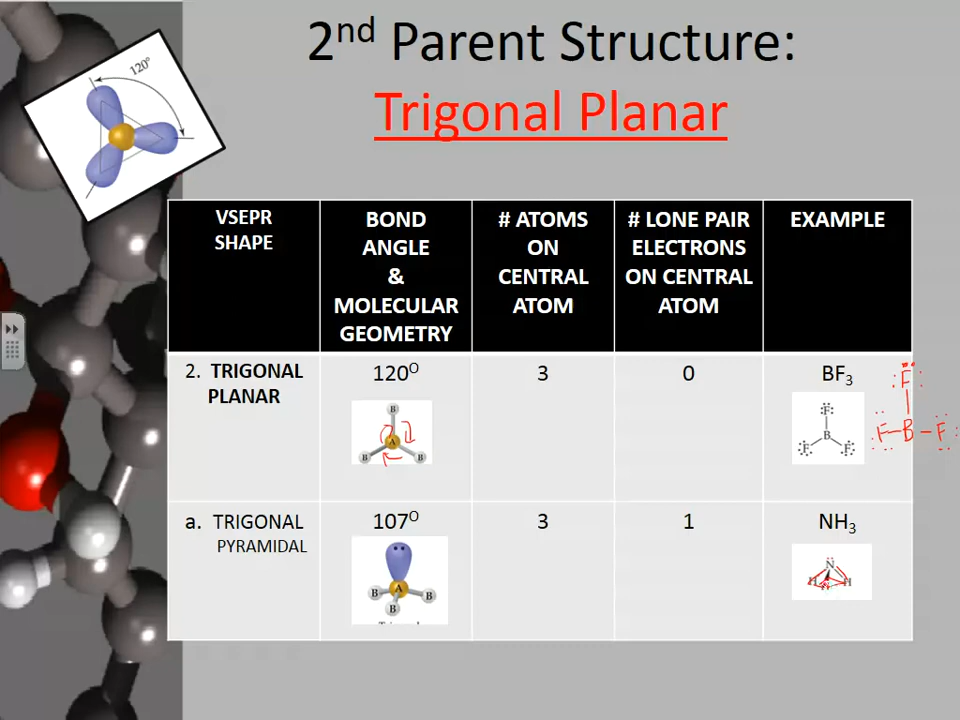 2nd Parent Structure:
Trigonal Planar
120°
VSEPR
SHAPE
BOND
ANGLE
&
MOLECULAR
GEOMETRY
# ATOMS
ON
CENTRAL
ATOM
# LONE PAIR
ELECTRONS
ON CENTRAL
ATOM
EXAMPLE
2. TRIGONAL
PLANAR
120O
B
A
B B
3
0
BF3
:F:
B
F F
:F:
F-B-F:
a. TRIGONAL
PYRAMIDAL
107O
A
B B
B
3
1
NH3
N
H H H